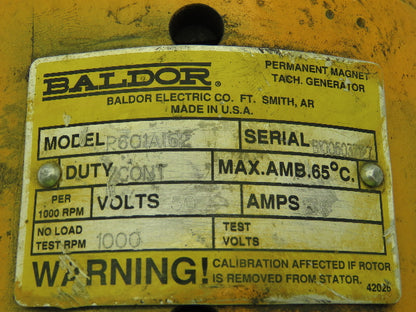 BALDOR®
PERMANENT MAGNET
TACH. GENERATOR
BALDOR ELECTRIC CO. FT. SMITH, AR
MADE IN U.S.A.
MODEL SERIAL
DUTY CONT MAX.AMB.65°C.
PER
1000 RPM VOLTS AMPS
NO LOAD
TEST RPM 1000 TEST
VOLTS
WARNING! CALIBRATION AFFECTED IF ROTOR
IS REMOVED FROM STATOR.
42026